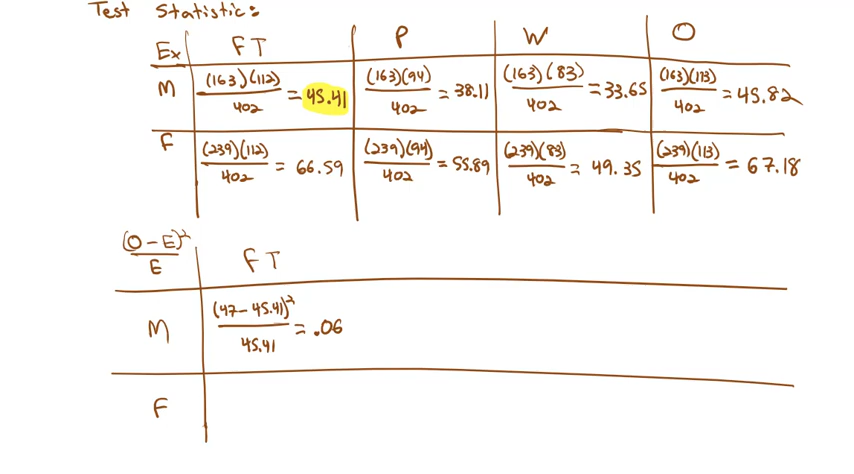 Test Statistic:
Ex FT P W O
M (163)(112)/402 = 45.41 (163)(94)/402 = 38.11 (163)(83)/402 = 33.65 (163)(113)/402 = 45.82
F (239)(112)/402 = 66.59 (239)(94)/402 = 55.89 (239)(83)/402 = 49.35 (239)(113)/402 = 67.18
(O-E)²/E FT
M (47-45.41)²/45.41 = .06
F